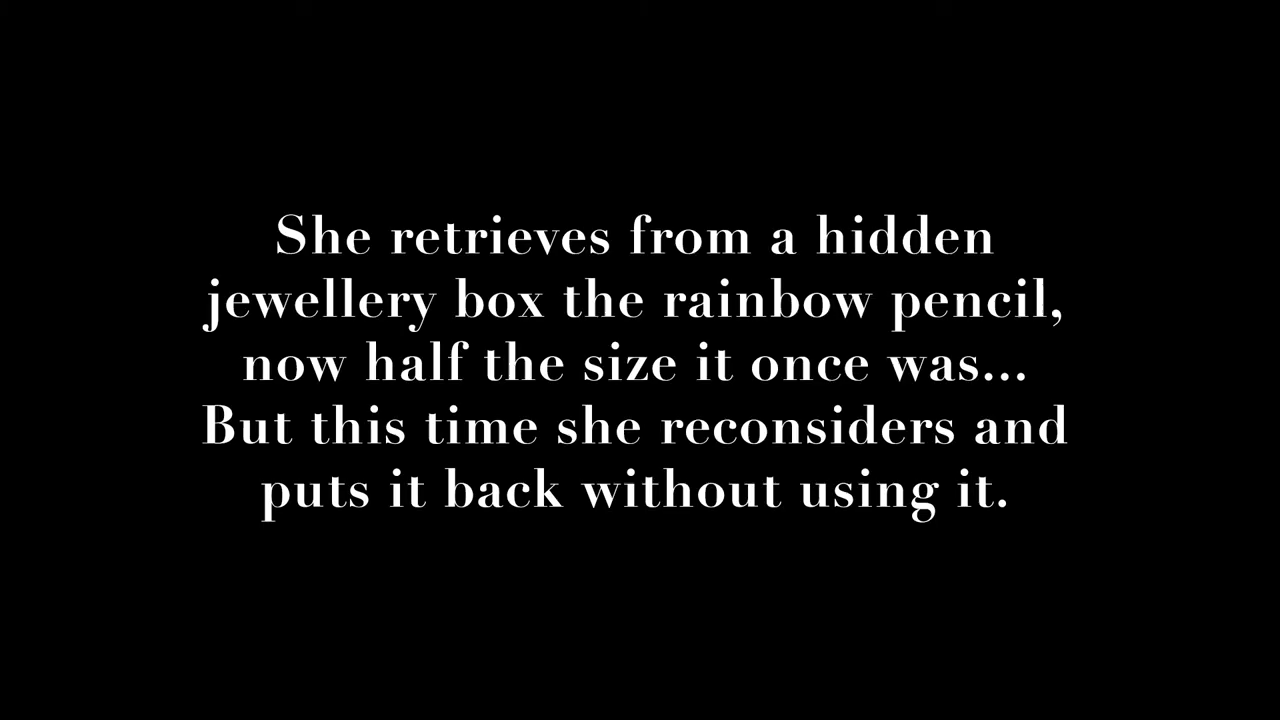 She retrieves from a hidden
jewellery box the rainbow pencil,
now half the size it once was...
But this time she reconsiders and
puts it back without using it.